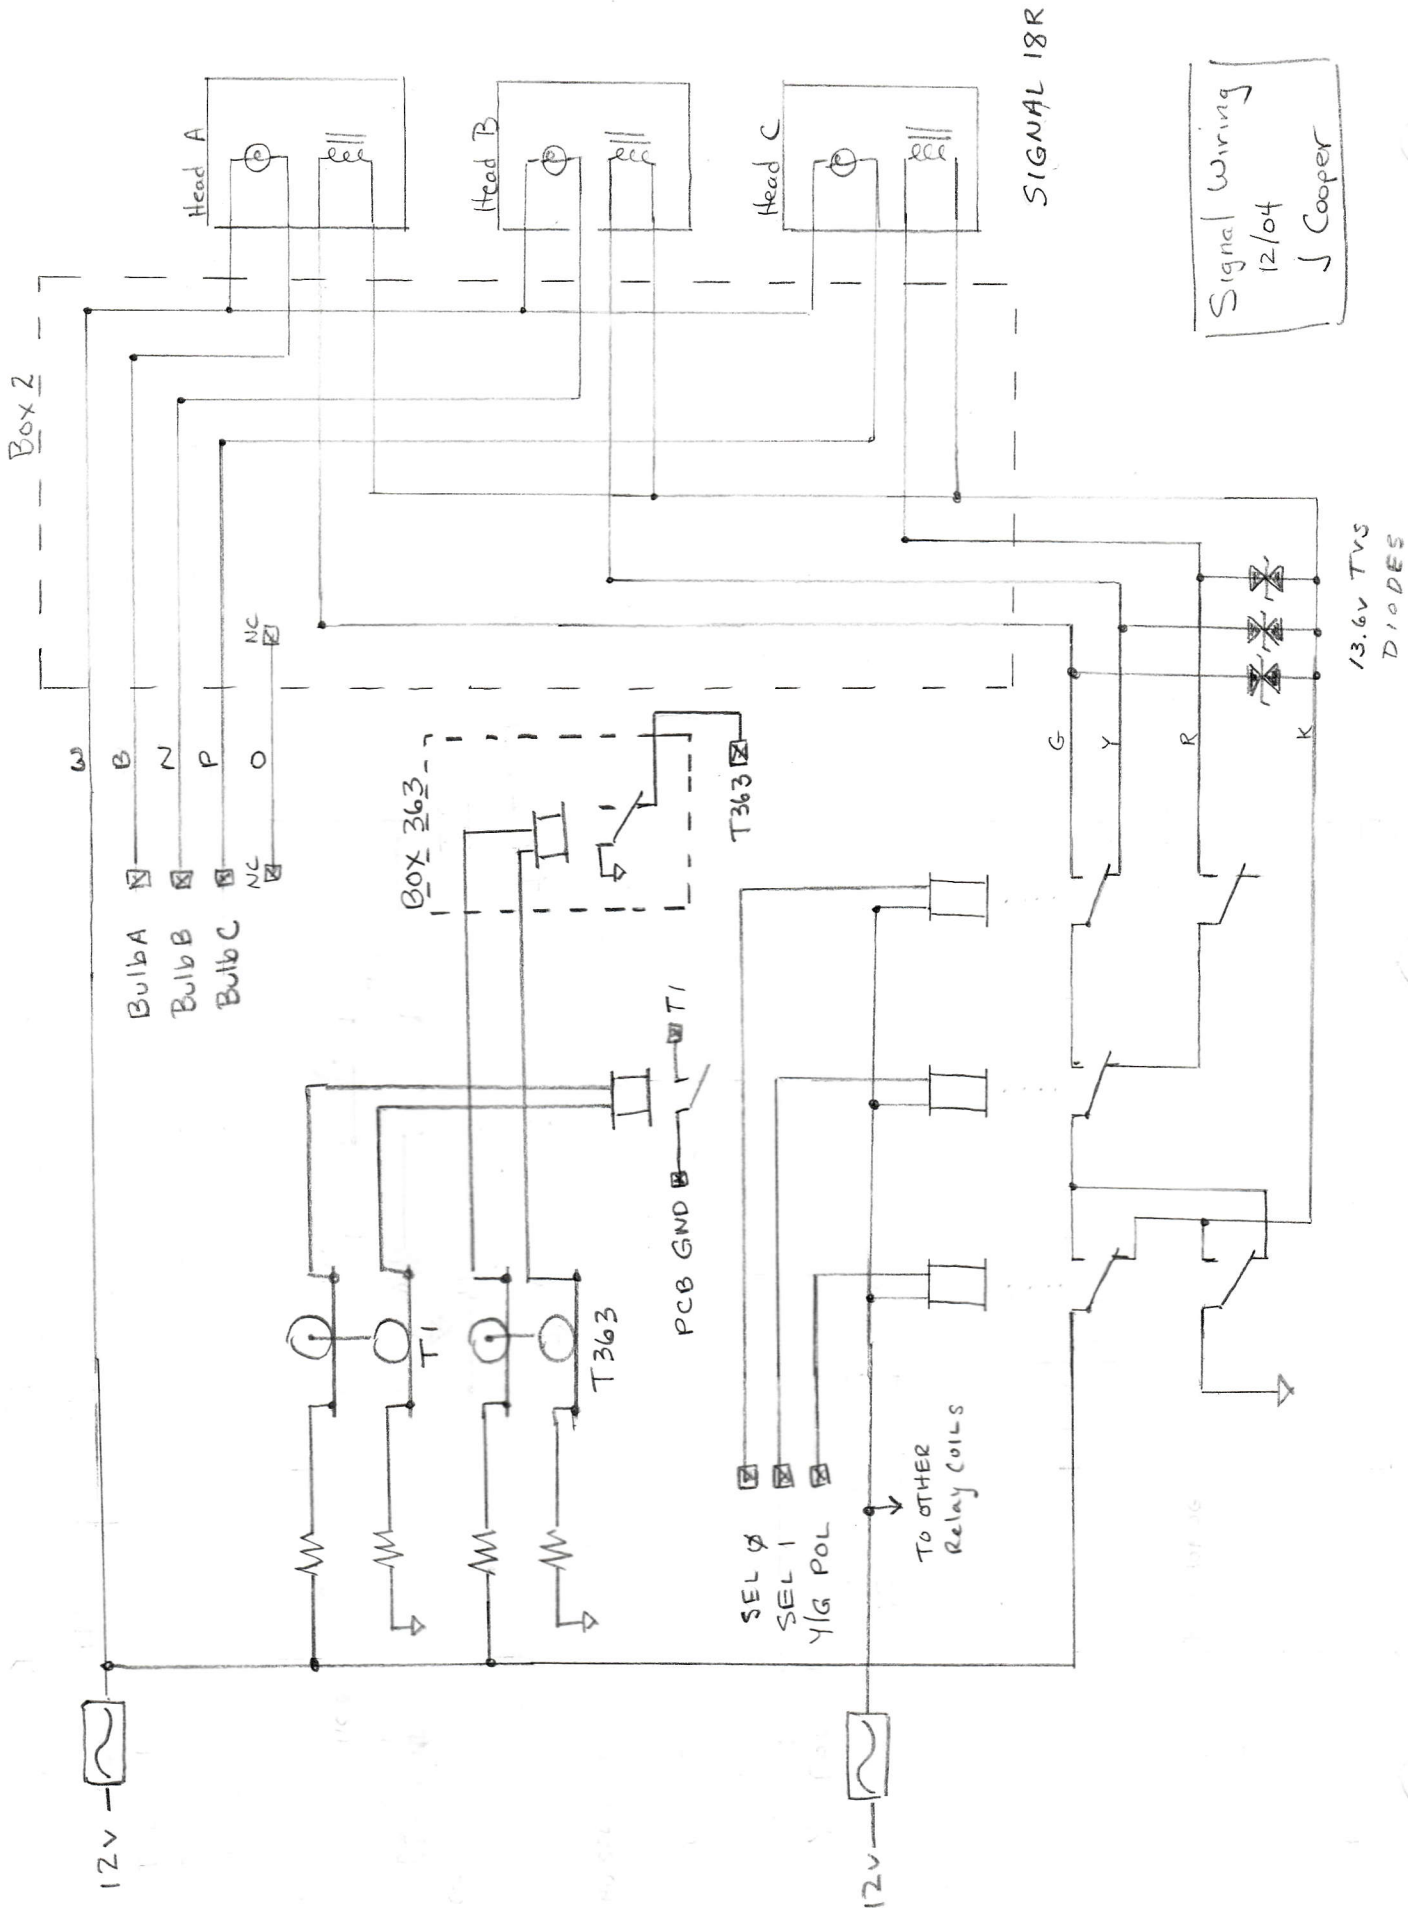 Box 2
Head A
Head B
Head C
SIGNAL 18R
W
B
N
P
O
NC
NC
Bulb A
Bulb B
Bulb C
BOX 363
T363
T1
T363
PCB GND
T1
G
Y
R
K
13.6V TVS
DIODES
SEL Ø
SEL 1
Y/G POL
TO OTHER
Relay COILS
12V
12V
Signal Wiring
12/04
J Cooper